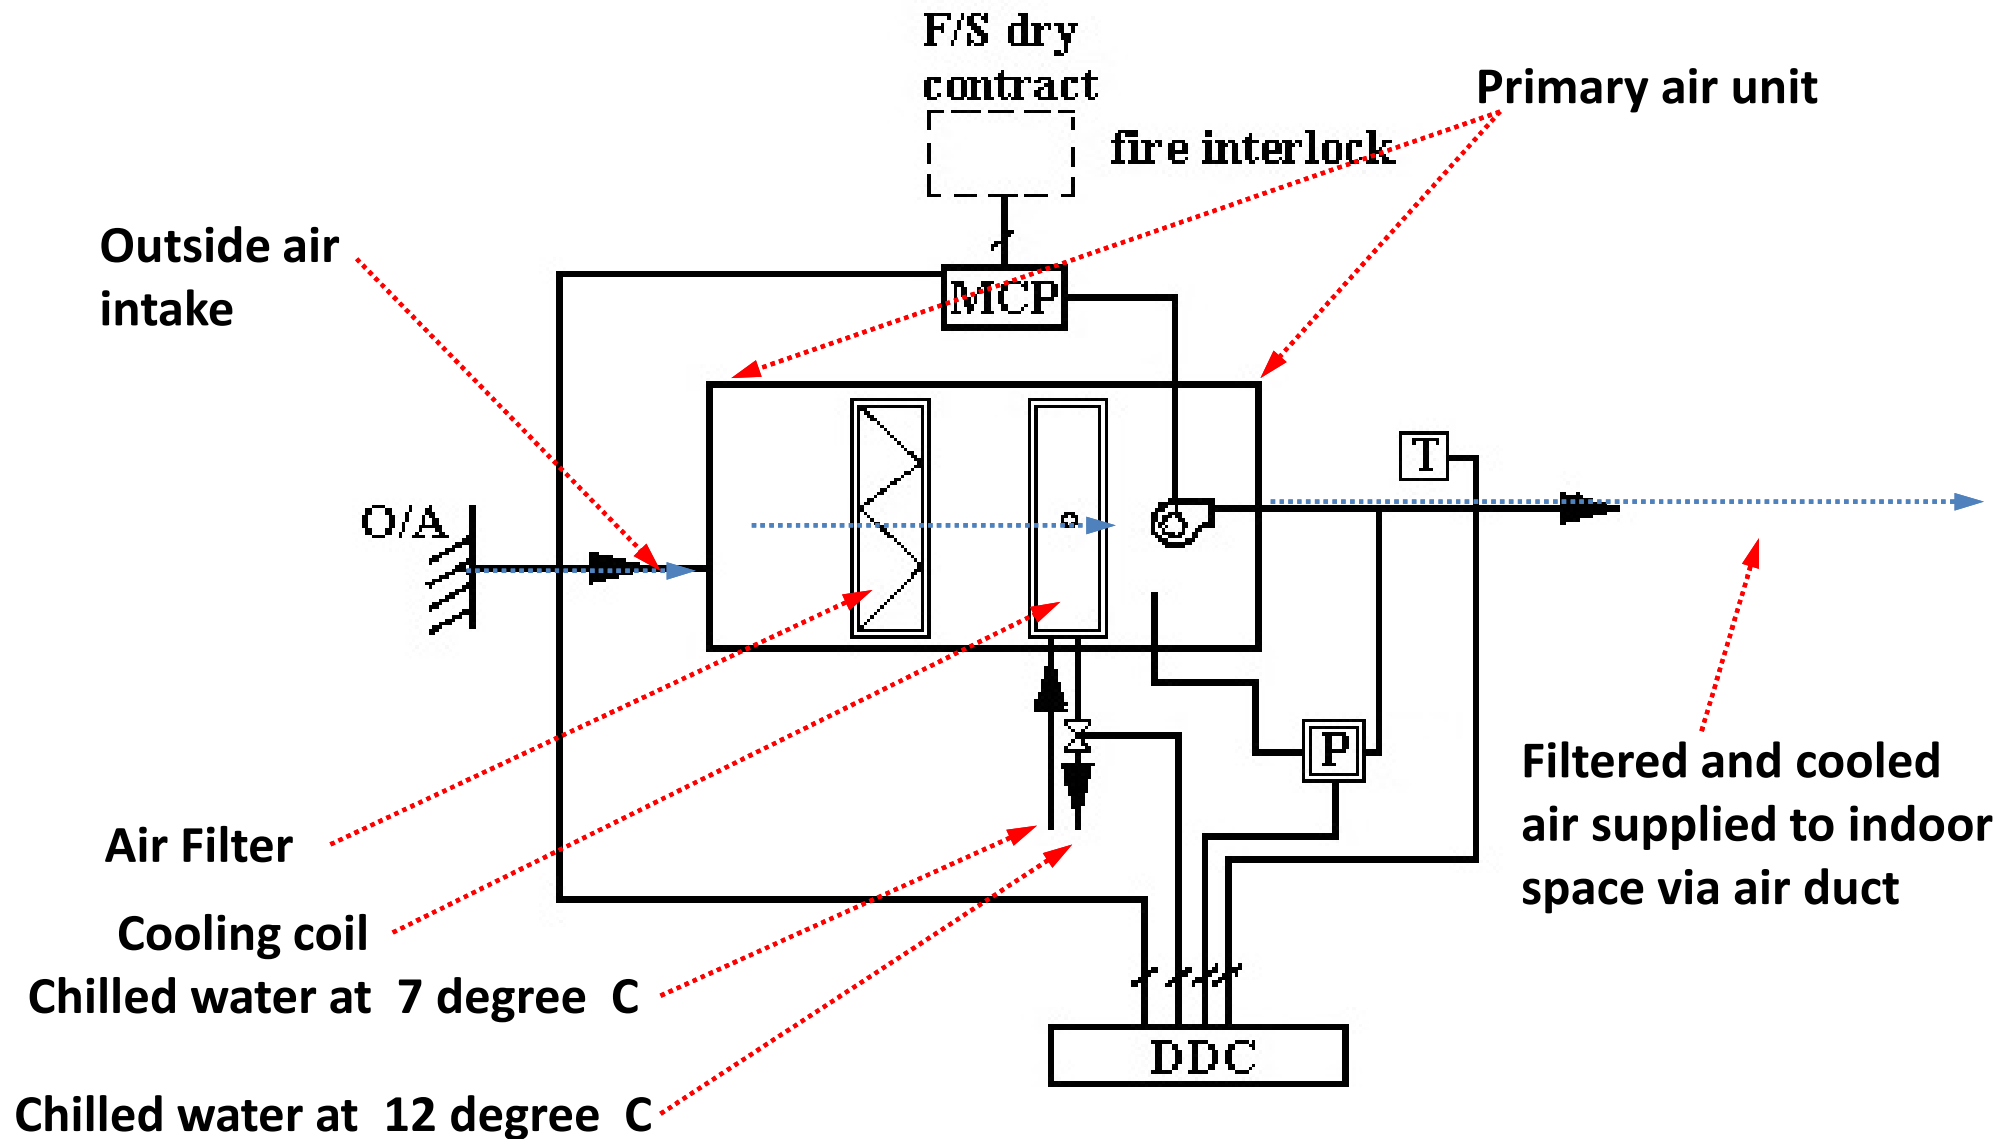 F/S dry
contract
Primary air unit
fire interlock
Outside air
intake
MCP
T
O/A
P
Filtered and cooled
air supplied to indoor
space via air duct
Air Filter
Cooling coil
Chilled water at  7 degree  C
DDC
Chilled water at  12 degree  C